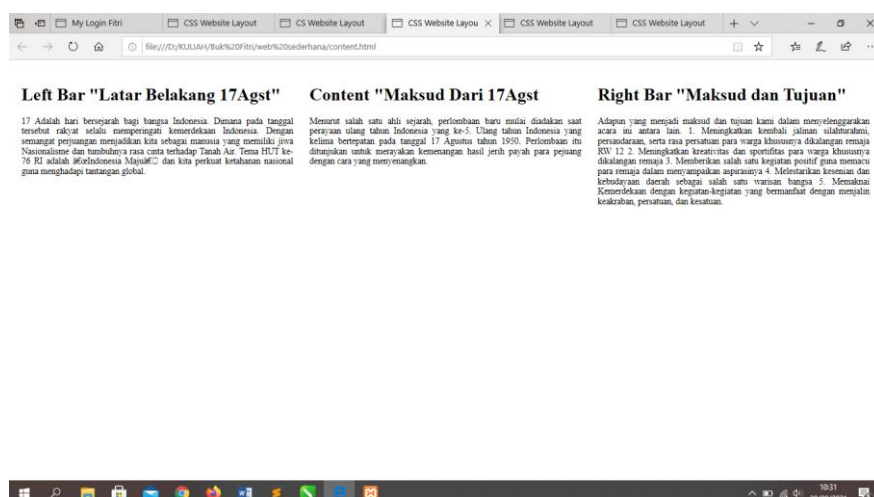 My Login Fitri
CSS Website Layout
CS Website Layout
CSS Website Layou
CSS Website Layout
CSS Website Layout
file:///D:/KULIAH/Buk%20Fitri/web%20sederhana/content.html
Left Bar "Latar Belakang 17Agst"
17 Adalah hari bersejarah bagi bangsa Indonesia. Dimana pada tanggal
tersebut rakyat selalu memperingati kemerdekaan Indonesia. Dengan
semangat perjuangan menjadikan kita sebagai manusia yang memiliki jiwa
Nasionalisme dan tumbuhnya rasa cinta terhadap Tanah Air. Tema HUT ke-
76 RI adalah â€œIndonesia Majuâ€□ dan kita perkuat ketahanan nasional
guna menghadapi tantangan global.
Content "Maksud Dari 17Agst
Menurut salah satu ahli sejarah, perlombaan baru mulai diadakan saat
perayaan ulang tahun Indonesia yang ke-5. Ulang tahun Indonesia yang
kelima bertepatan pada tanggal 17 Agustus tahun 1950. Perlombaan itu
ditunjukan untuk merayakan kemenangan hasil jerih payah para pejuang
dengan cara yang menyenangkan.
Right Bar "Maksud dan Tujuan"
Adapun yang menjadi maksud dan tujuan kami dalam menyelenggarakan
acara ini antara lain. 1. Meningkatkan kembali jalinan silahturahmi,
persaudaraan, serta rasa persatuan para warga khususnya dikalangan remaja
RW 12 2. Meningkatkan kreativitas dan sportifitas para warga khususnya
dikalangan remaja 3. Memberikan salah satu kegiatan positif guna memacu
para remaja dalam menyampaikan aspirasinya 4. Melestarikan kesenian dan
kebudayaan daerah sebagai salah satu warisan bangsa 5. Memaknai
Kemerdekaan dengan kegiatan-kegiatan yang bermanfaat dengan menjalin
keakraban, persatuan, dan kesatuan.
10:31